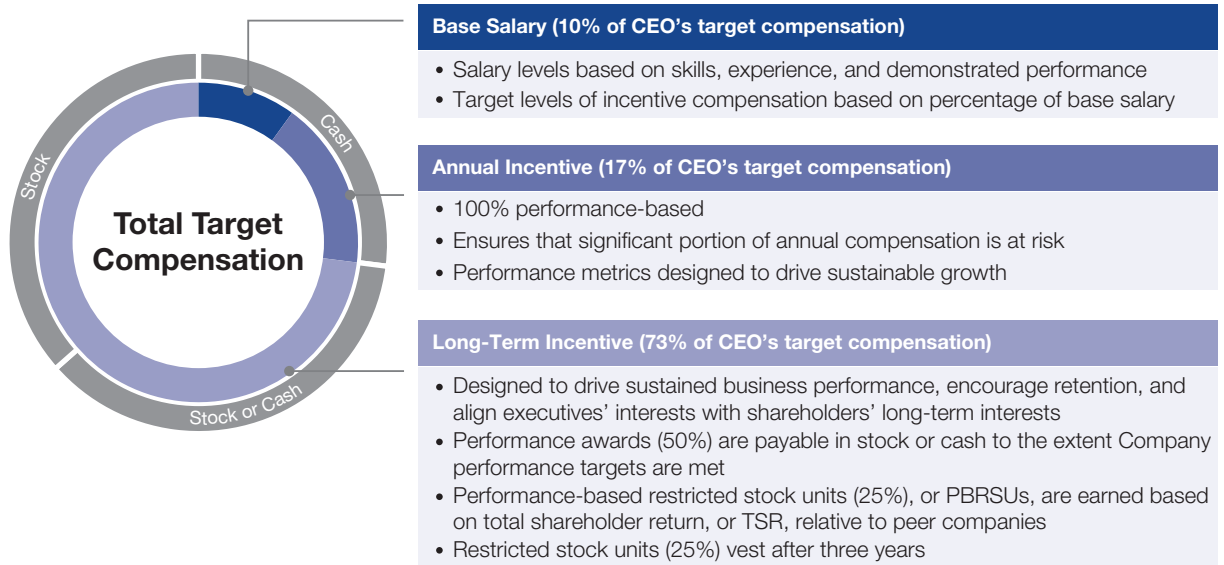 Base Salary (10% of CEO's target compensation)
• Salary levels based on skills, experience, and demonstrated performance
• Target levels of incentive compensation based on percentage of base salary
Cash
Stock
Stock or Cash
Total Target
Compensation
Annual Incentive (17% of CEO's target compensation)
• 100% performance-based
• Ensures that significant portion of annual compensation is at risk
• Performance metrics designed to drive sustainable growth
Long-Term Incentive (73% of CEO's target compensation)
• Designed to drive sustained business performance, encourage retention, and
align executives' interests with shareholders' long-term interests
• Performance awards (50%) are payable in stock or cash to the extent Company
performance targets are met
• Performance-based restricted stock units (25%), or PBRSUs, are earned based
on total shareholder return, or TSR, relative to peer companies
• Restricted stock units (25%) vest after three years